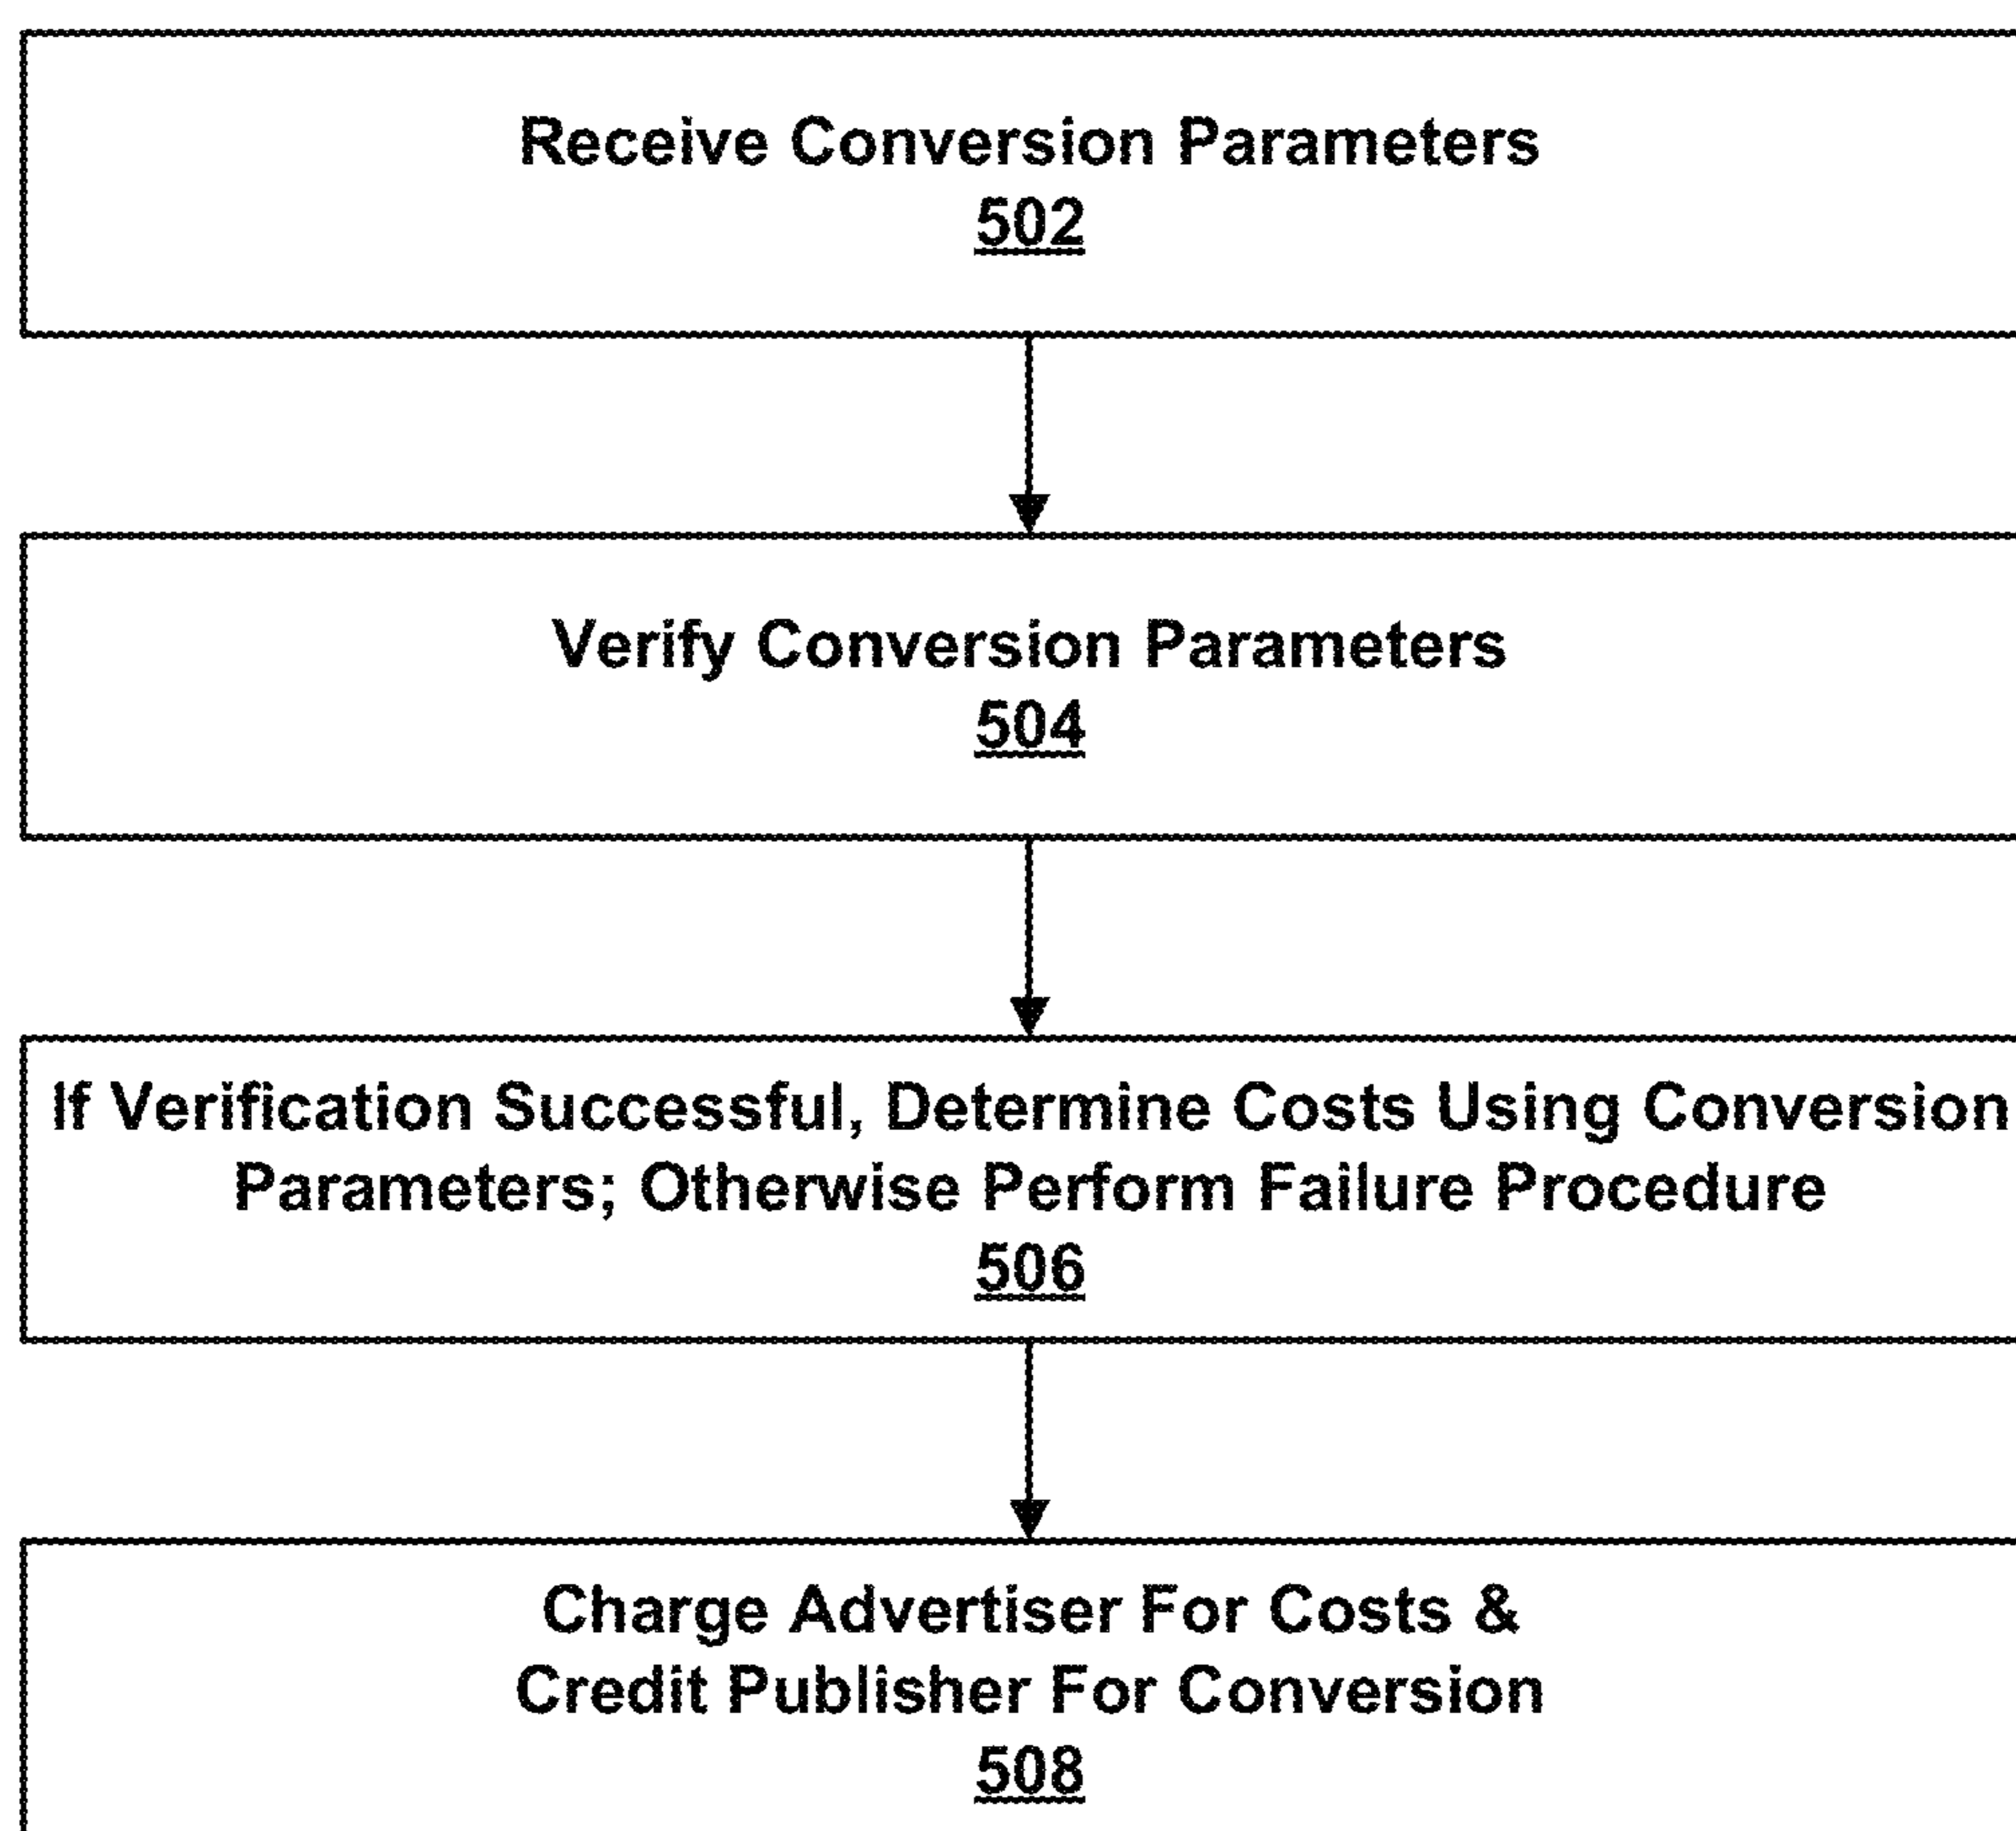 Receive Conversion Parameters
502
Verify Conversion Parameters
504
If Verification Successful, Determine Costs Using Conversion
Parameters; Otherwise Perform Failure Procedure
506
Charge Advertiser For Costs &
Credit Publisher For Conversion
508